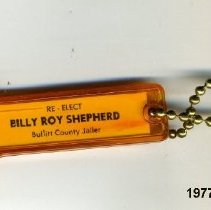 RE - ELECT
BILLY ROY SHEPHERD
Bullitt County Jailer
1977